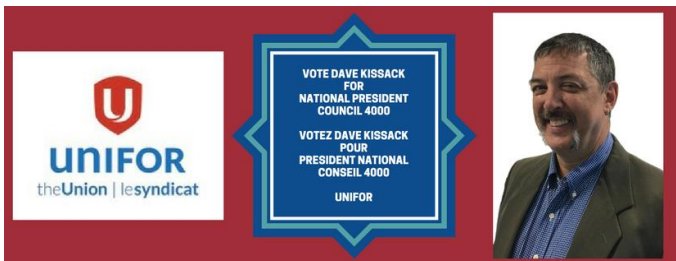 UNIFOR
theUnion | lesyndicat
VOTE DAVE KISSACK
FOR
NATIONAL PRESIDENT
COUNCIL 4000
VOTEZ DAVE KISSACK
POUR
PRESIDENT NATIONAL
CONSEIL 4000
UNIFOR